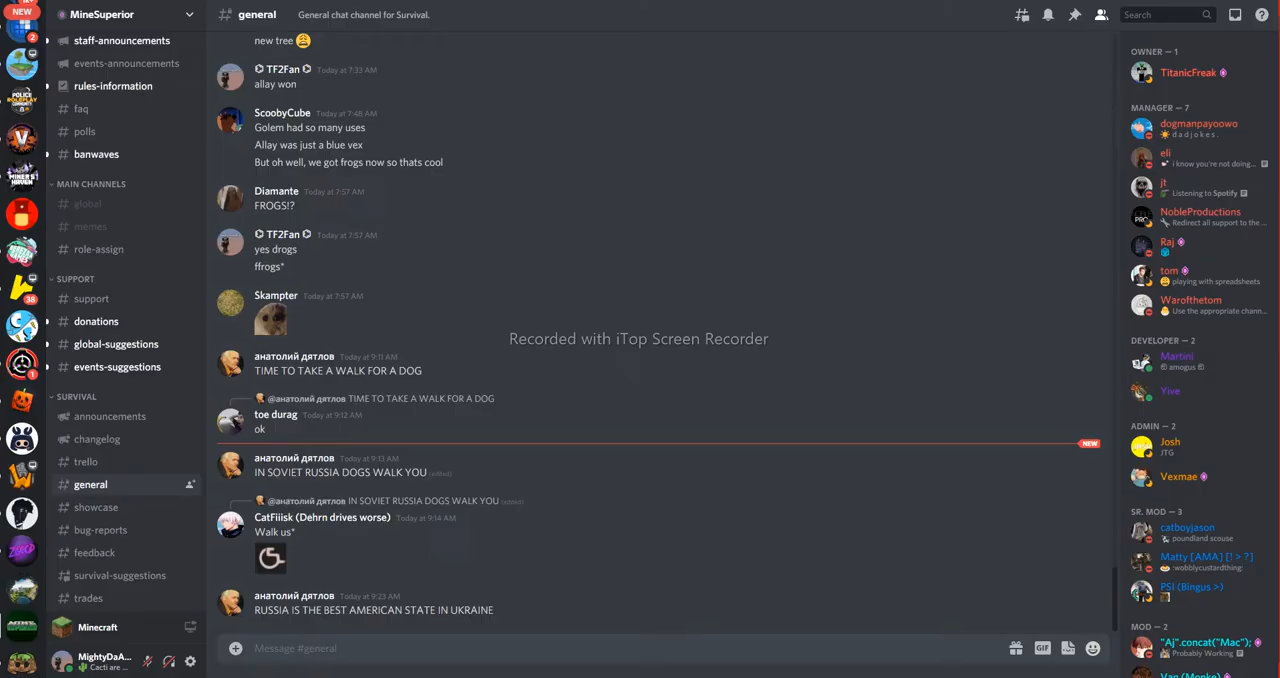 NEW
2
38
1
MineSuperior
staff-announcements
events-announcements
rules-information
faq
polls
banwaves
MAIN CHANNELS
global
memes
role-assign
SUPPORT
support
donations
global-suggestions
events-suggestions
SURVIVAL
announcements
changelog
trello
general
showcase
bug-reports
feedback
survival-suggestions
trades
Minecraft
MightyDaA...
Cacti are ...
general
General chat channel for Survival.
Search
new tree 😩
TF2Fan Today at 7:33 AM
allay won
ScoobyCube Today at 7:48 AM
Golem had so many uses
Allay was just a blue vex
But oh well, we got frogs now so thats cool
Diamante Today at 7:57 AM
FROGS!?
TF2Fan Today at 7:57 AM
yes drogs
ffrogs*
Skampter Today at 7:57 AM
Recorded with iTop Screen Recorder
анатолий дятлов Today at 9:11 AM
TIME TO TAKE A WALK FOR A DOG
@анатолий дятлов TIME TO TAKE A WALK FOR A DOG
toe durag Today at 9:12 AM
ok
NEW
анатолий дятлов Today at 9:13 AM
IN SOVIET RUSSIA DOGS WALK YOU (edited)
@анатолий дятлов IN SOVIET RUSSIA DOGS WALK YOU (edited)
CatFiiisk (Dehrn drives worse) Today at 9:14 AM
Walk us*
анатолий дятлов Today at 9:23 AM
RUSSIA IS THE BEST AMERICAN STATE IN UKRAINE
Message #general
GIF
OWNER — 1
TitanicFreak
MANAGER — 7
dogmanpayoowo
d a d j o k e s .
eli
i know you're not doing...
jt
Listening to Spotify
NobleProductions
Redirect all support to the ...
Raj
tom
playing with spreadsheets
Warofthetom
Use the appropriate chann...
DEVELOPER — 2
Martini
amogus
Yive
ADMIN — 2
Josh
JTG
Vexmae
SR. MOD — 3
catboyjason
poundland scouse
Matty [AMA] [! > ?]
:wobblycustardthing:
PSI (Bingus >)
MOD — 2
"Aj".concat("Mac");
Probably Working
Van (Monke)